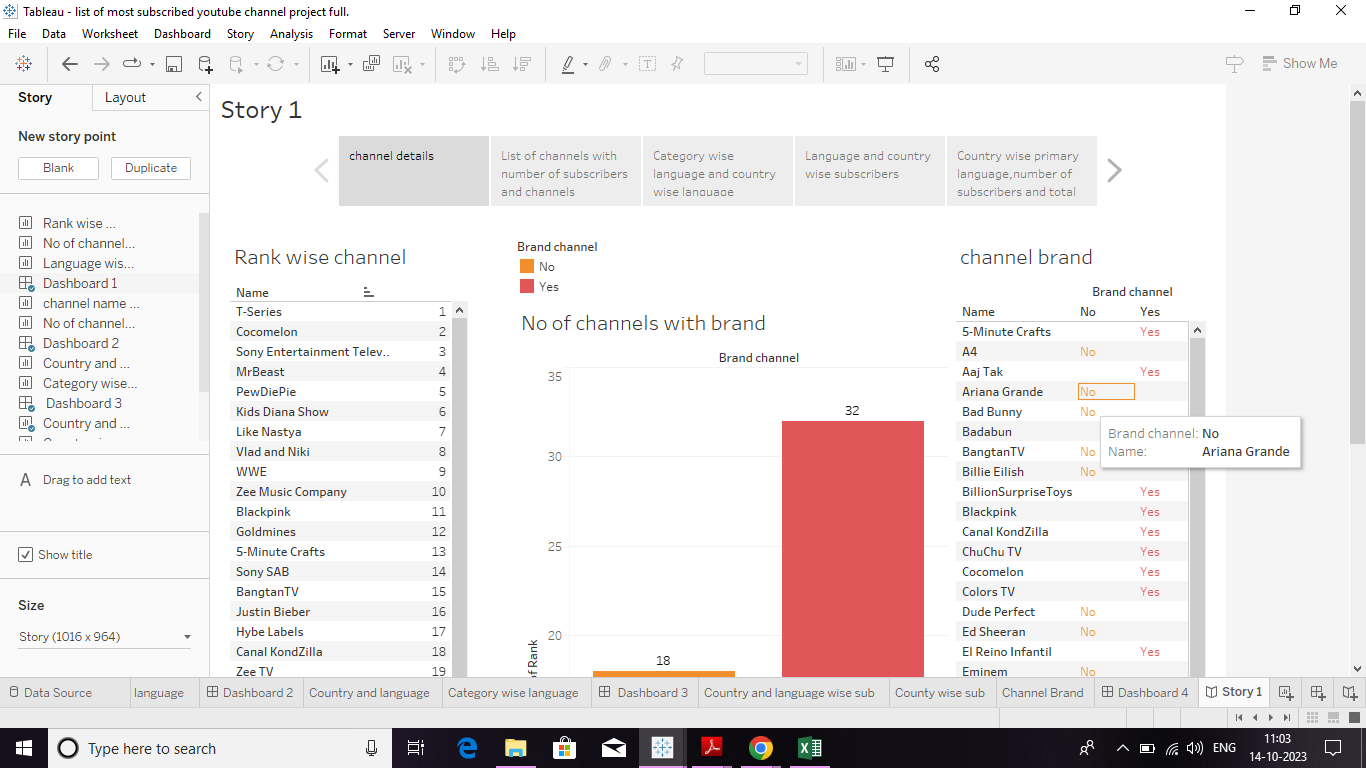 Tableau - list of most subscribed youtube channel project full.
File Data Worksheet Dashboard Story Analysis Format Server Window Help
Show Me
Story Layout
New story point
Blank Duplicate
Rank wise ...
No of channel...
Language wis...
Dashboard 1
channel name ...
No of channel...
Dashboard 2
Country and ...
Category wise...
Dashboard 3
Country and ...
A Drag to add text
Show title
Size
Story (1016 x 964)
Story 1
channel details
List of channels with
number of subscribers
and channels
Category wise
language and country
wise language
Language and country
wise subscribers
Country wise primary
language,number of
subscribers and total
Rank wise channel
Name
T-Series 1
Cocomelon 2
Sony Entertainment Telev.. 3
MrBeast 4
PewDiePie 5
Kids Diana Show 6
Like Nastya 7
Vlad and Niki 8
WWE 9
Zee Music Company 10
Blackpink 11
Goldmines 12
5-Minute Crafts 13
Sony SAB 14
BangtanTV 15
Justin Bieber 16
Hybe Labels 17
Canal KondZilla 18
Zee TV 19
Brand channel
No
Yes
No of channels with brand
Brand channel
35
30
25
20
of Rank
32
18
channel brand
Brand channel
Name No Yes
5-Minute Crafts Yes
A4 No
Aaj Tak Yes
Ariana Grande No
Bad Bunny No
Badabun
BangtanTV No
Billie Eilish No
BillionSurpriseToys Yes
Blackpink Yes
Canal KondZilla Yes
ChuChu TV Yes
Cocomelon Yes
Colors TV Yes
Dude Perfect No
Ed Sheeran No
El Reino Infantil Yes
Eminem No
Brand channel: No
Name: Ariana Grande
Data Source language Dashboard 2 Country and language Category wise language Dashboard 3 Country and language wise sub County wise sub Channel Brand Dashboard 4 Story 1
Type here to search
ENG
11:03
14-10-2023